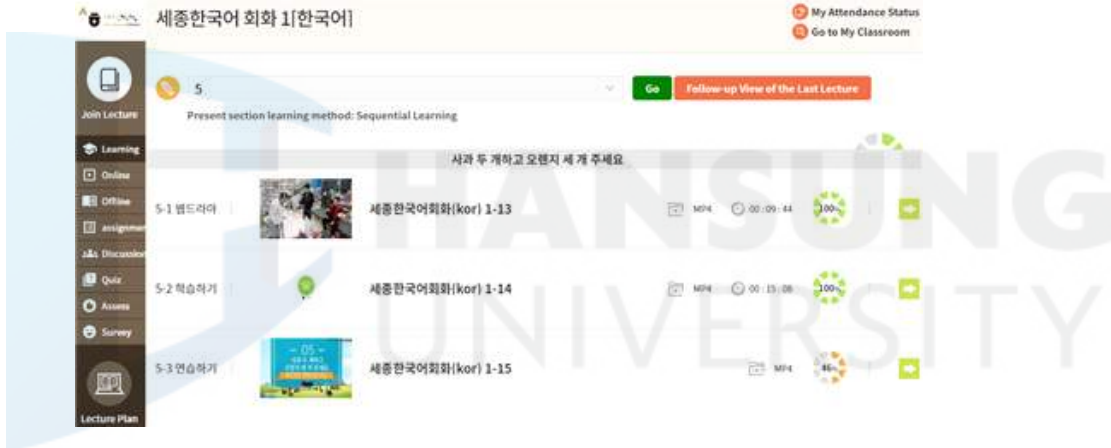 세종한국어 회화 1[한국어]
My Attendance Status
Go to My Classroom
Join Lecture
5
Go
Follow-up View of the Last Lecture
Present section learning method: Sequential Learning
Learning
Online
Offline
assignmen
Discussion
Quiz
Assess
Survey
Lecture Plan
사과 두 개하고 오렌지 세 개 주세요
5-1 웹드라마
세종한국어회화(kor) 1-13
MP4
00:09:44
100%
5-2 학습하기
세종한국어회화(kor) 1-14
MP4
00:15:08
100%
5-3 연습하기
05
세종한국어회화(kor) 1-15
MP4
46%
HANSUNG
UNIVERSITY